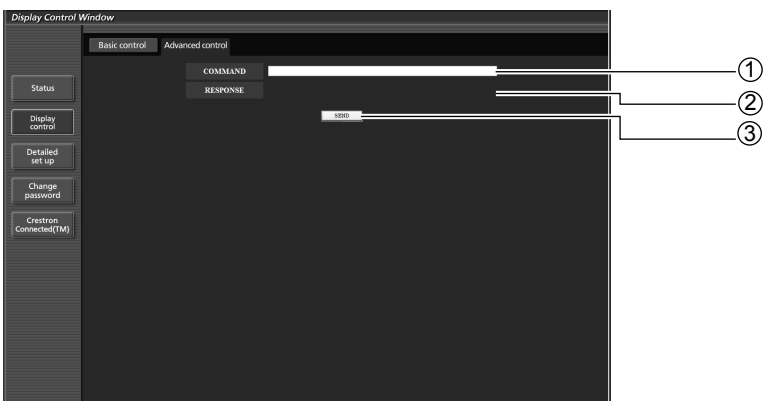 Display Control Window
Basic control
Advanced control
COMMAND
RESPONSE
SEND
Status
Display
control
Detailed
set up
Change
password
Crestron
Connected(TM)
①
②
③